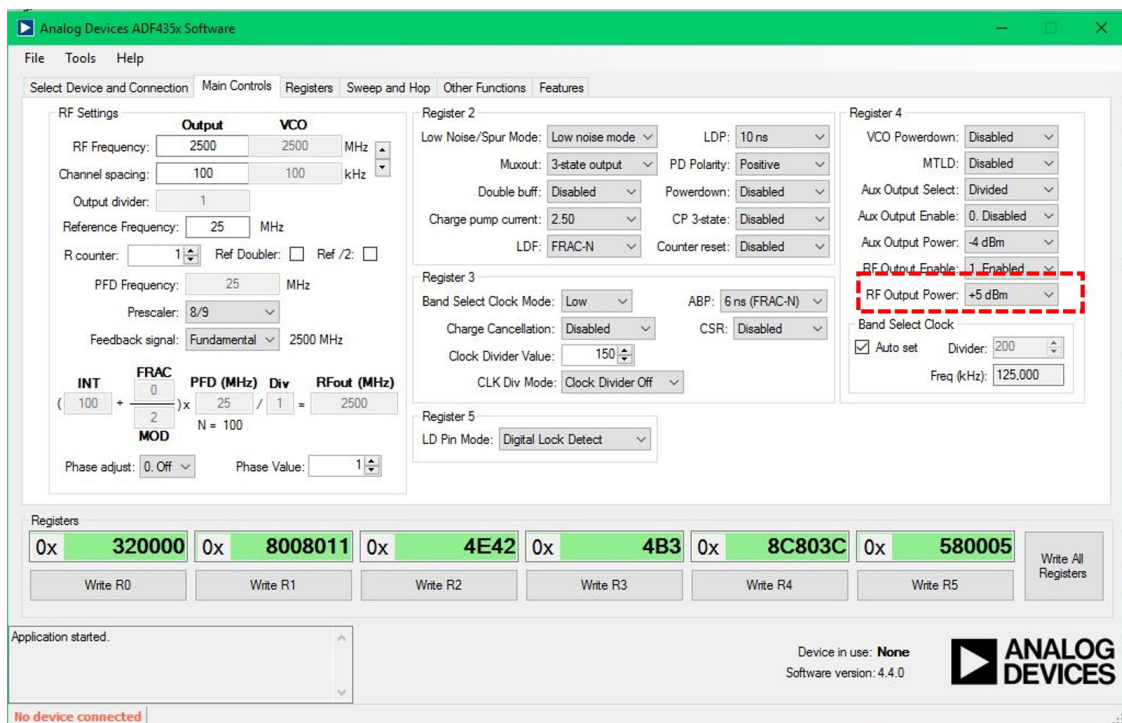 Analog Devices ADF435x Software
File Tools Help
Select Device and Connection Main Controls Registers Sweep and Hop Other Functions Features
RF Settings
Output VCO
RF Frequency: 2500 2500 MHz
Channel spacing: 100 100 kHz
Output divider: 1
Reference Frequency: 25 MHz
R counter: 1 Ref Doubler: Ref /2:
PFD Frequency: 25 MHz
Prescaler: 8/9
Feedback signal: Fundamental 2500 MHz
INT FRAC PFD (MHz) Div RFout (MHz)
( 100 + 0 / 2 ) x 25 / 1 = 2500
MOD N = 100
Phase adjust: 0. Off Phase Value: 1
Register 2
Low Noise/Spur Mode: Low noise mode LDP: 10 ns
Muxout: 3-state output PD Polarity: Positive
Double buff: Disabled Powerdown: Disabled
Charge pump current: 2.50 CP 3-state: Disabled
LDF: FRAC-N Counter reset: Disabled
Register 3
Band Select Clock Mode: Low ABP: 6 ns (FRAC-N)
Charge Cancellation: Disabled CSR: Disabled
Clock Divider Value: 150
CLK Div Mode: Clock Divider Off
Register 5
LD Pin Mode: Digital Lock Detect
Register 4
VCO Powerdown: Disabled
MTLD: Disabled
Aux Output Select: Divided
Aux Output Enable: 0. Disabled
Aux Output Power: -4 dBm
RF Output Enable: 1. Enabled
RF Output Power: +5 dBm
Band Select Clock
Auto set Divider: 200
Freq (kHz): 125,000
Registers
0x 320000 0x 8008011 0x 4E42 0x 4B3 0x 8C803C 0x 580005
Write R0 Write R1 Write R2 Write R3 Write R4 Write R5
Write All
Registers
Application started.
Device in use: None
Software version: 4.4.0
ANALOG
DEVICES
No device connected